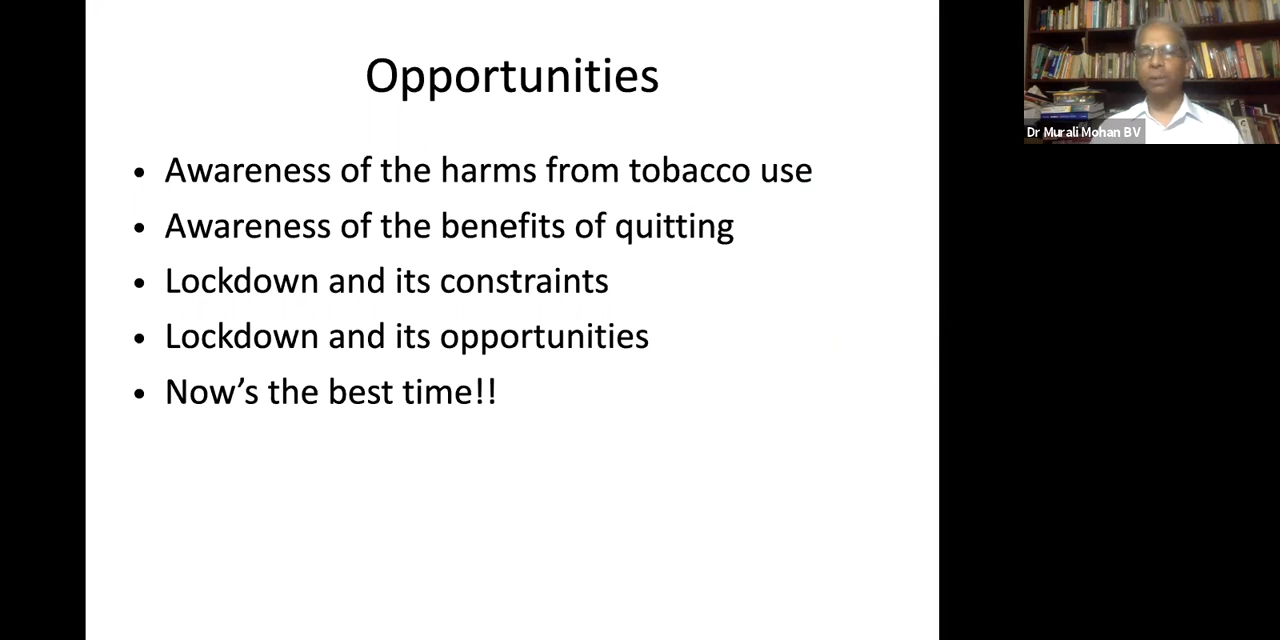 Opportunities
• Awareness of the harms from tobacco use
• Awareness of the benefits of quitting
• Lockdown and its constraints
• Lockdown and its opportunities
• Now’s the best time!!
Dr Murali Mohan BV